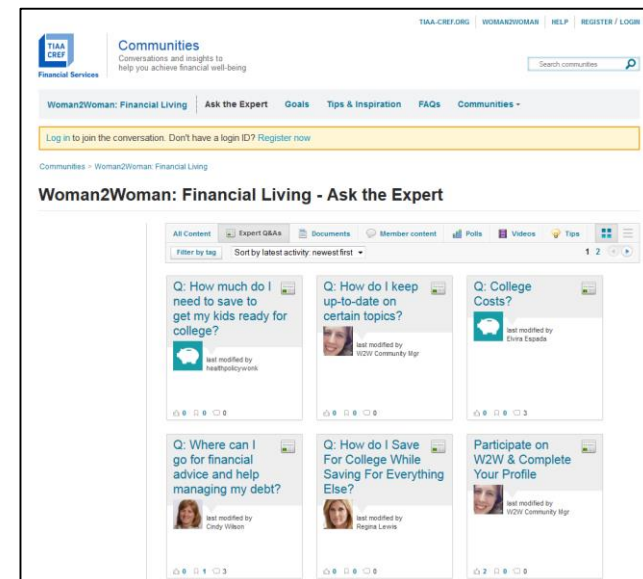 TIAA-CREF.ORG WOMAN2WOMAN HELP REGISTER / LOGIN
TIAA
CREF
Financial Services
Communities
Conversations and insights to
help you achieve financial well-being
Search communities
Woman2Woman: Financial Living Ask the Expert Goals Tips & Inspiration FAQs Communities
Log in to join the conversation. Don't have a login ID? Register now
Communities > Woman2Woman: Financial Living
Woman2Woman: Financial Living - Ask the Expert
All Content Expert Q&As Documents Member content Polls Videos Tips
Filter by tag Sort by latest activity: newest first 1 2
Q: How much do I
need to save to
get my kids ready for
college?
last modified by
healthpolicywonk
0 0 0
Q: How do I keep
up-to-date on
certain topics?
last modified by
W2W Community Mgr
0 0 0
Q: College
Costs?
last modified by
Elvira Espada
0 0 3
Q: Where can I
go for financial
advice and help
managing my debt?
last modified by
Cindy Wilson
0 1 3
Q: How do I Save
For College While
Saving For Everything
Else?
last modified by
Regina Lewis
0 0 0
Participate on
W2W & Complete
Your Profile
last modified by
W2W Community Mgr
2 0 0